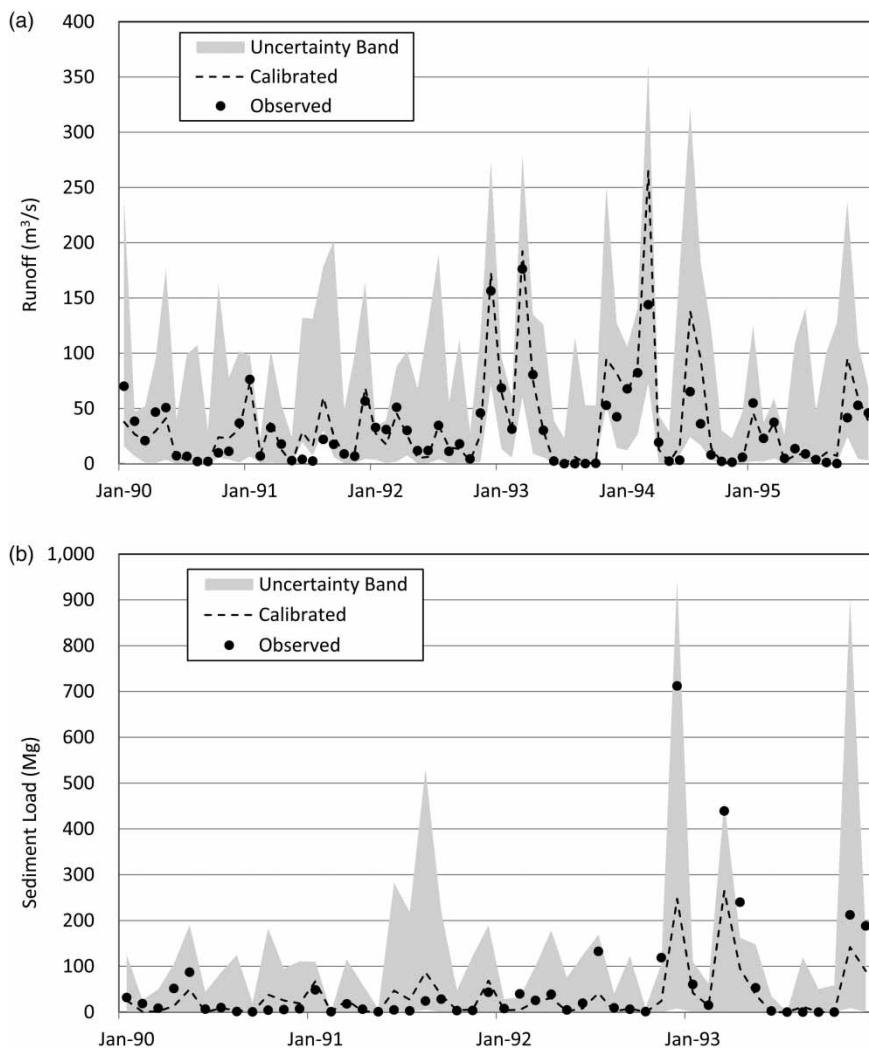 (a)
400
350
300
250
200
150
100
50
0
Runoff (m³/s)
Uncertainty Band
Calibrated
Observed
Jan-90 Jan-91 Jan-92 Jan-93 Jan-94 Jan-95
(b)
1,000
900
800
700
600
500
400
300
200
100
0
Sediment Load (Mg)
Uncertainty Band
Calibrated
Observed
Jan-90 Jan-91 Jan-92 Jan-93